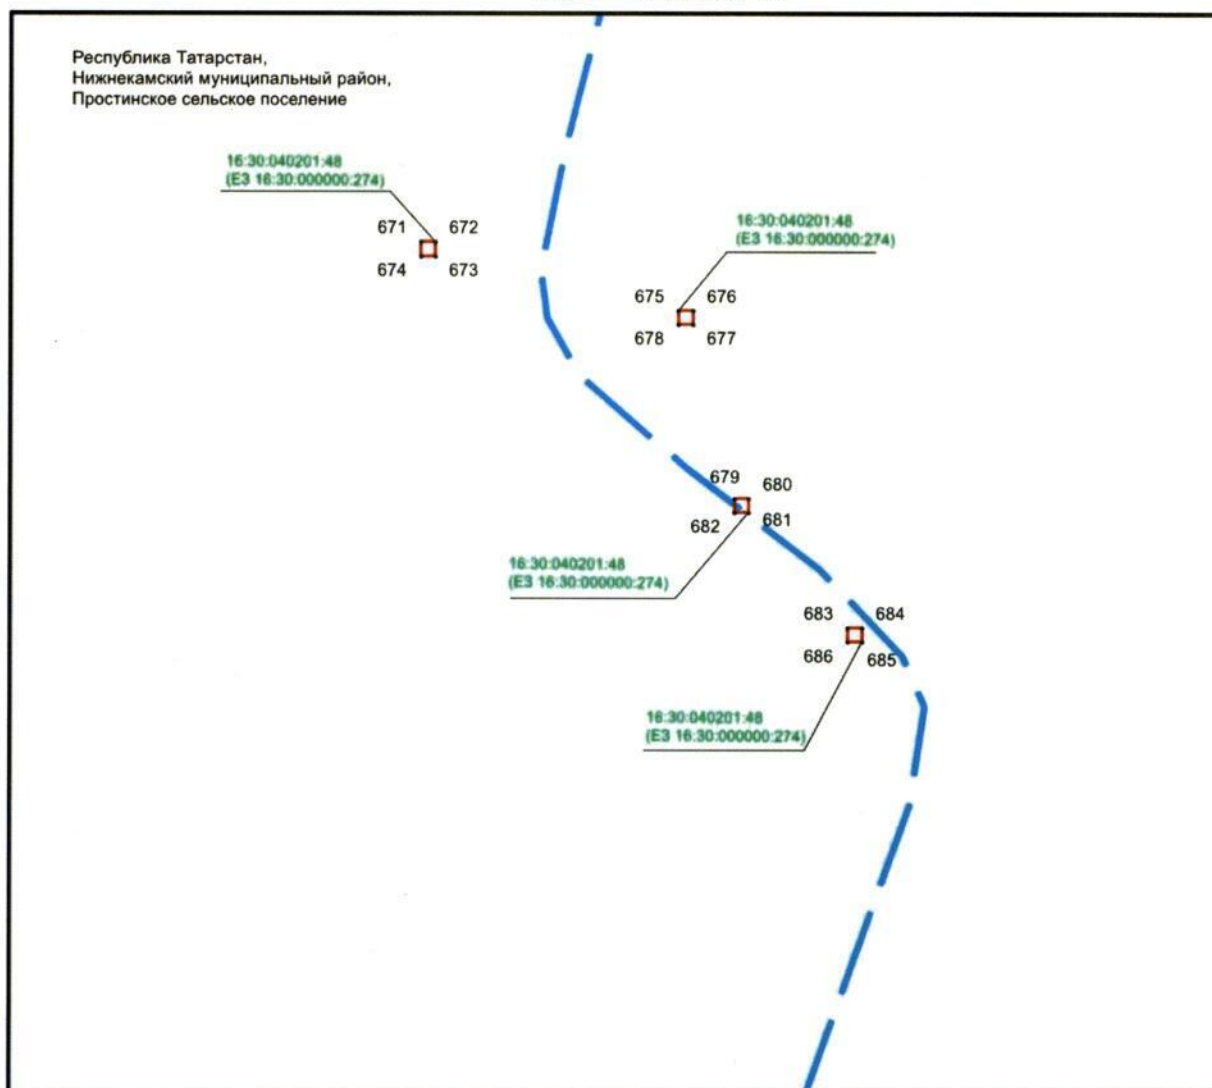 Республика Татарстан,
Нижнекамский муниципальный район,
Простинское сельское поселение
16:30:040201:48
(ЕЗ 16:30:000000:274)
671 672
674 673
16:30:040201:48
(ЕЗ 16:30:000000:274)
675 676
678 677
679 680
682 681
16:30:040201:48
(ЕЗ 16:30:000000:274)
683 684
686 685
16:30:040201:48
(ЕЗ 16:30:000000:274)